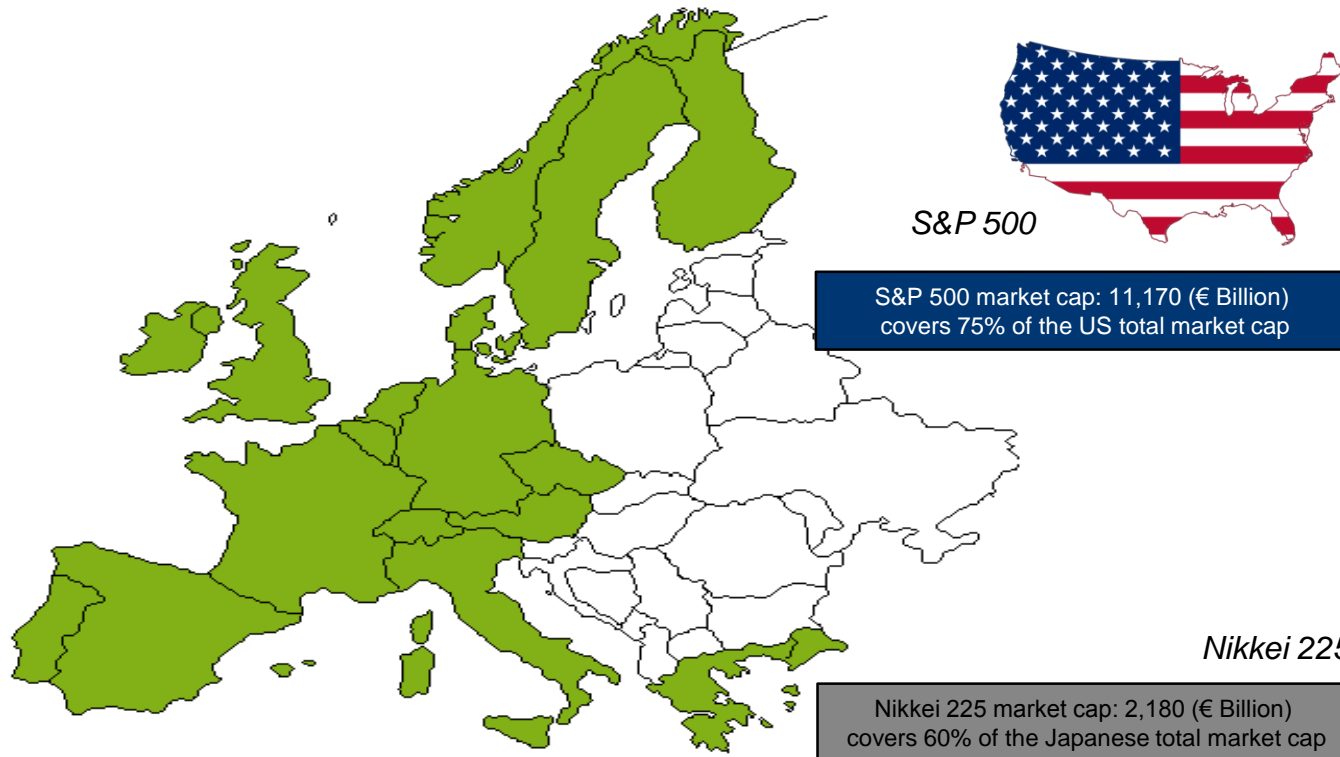 S&P 500
S&P 500 market cap: 11,170 (€ Billion)
covers 75% of the US total market cap
Nikkei 225
Nikkei 225 market cap: 2,180 (€ Billion)
covers 60% of the Japanese total market cap